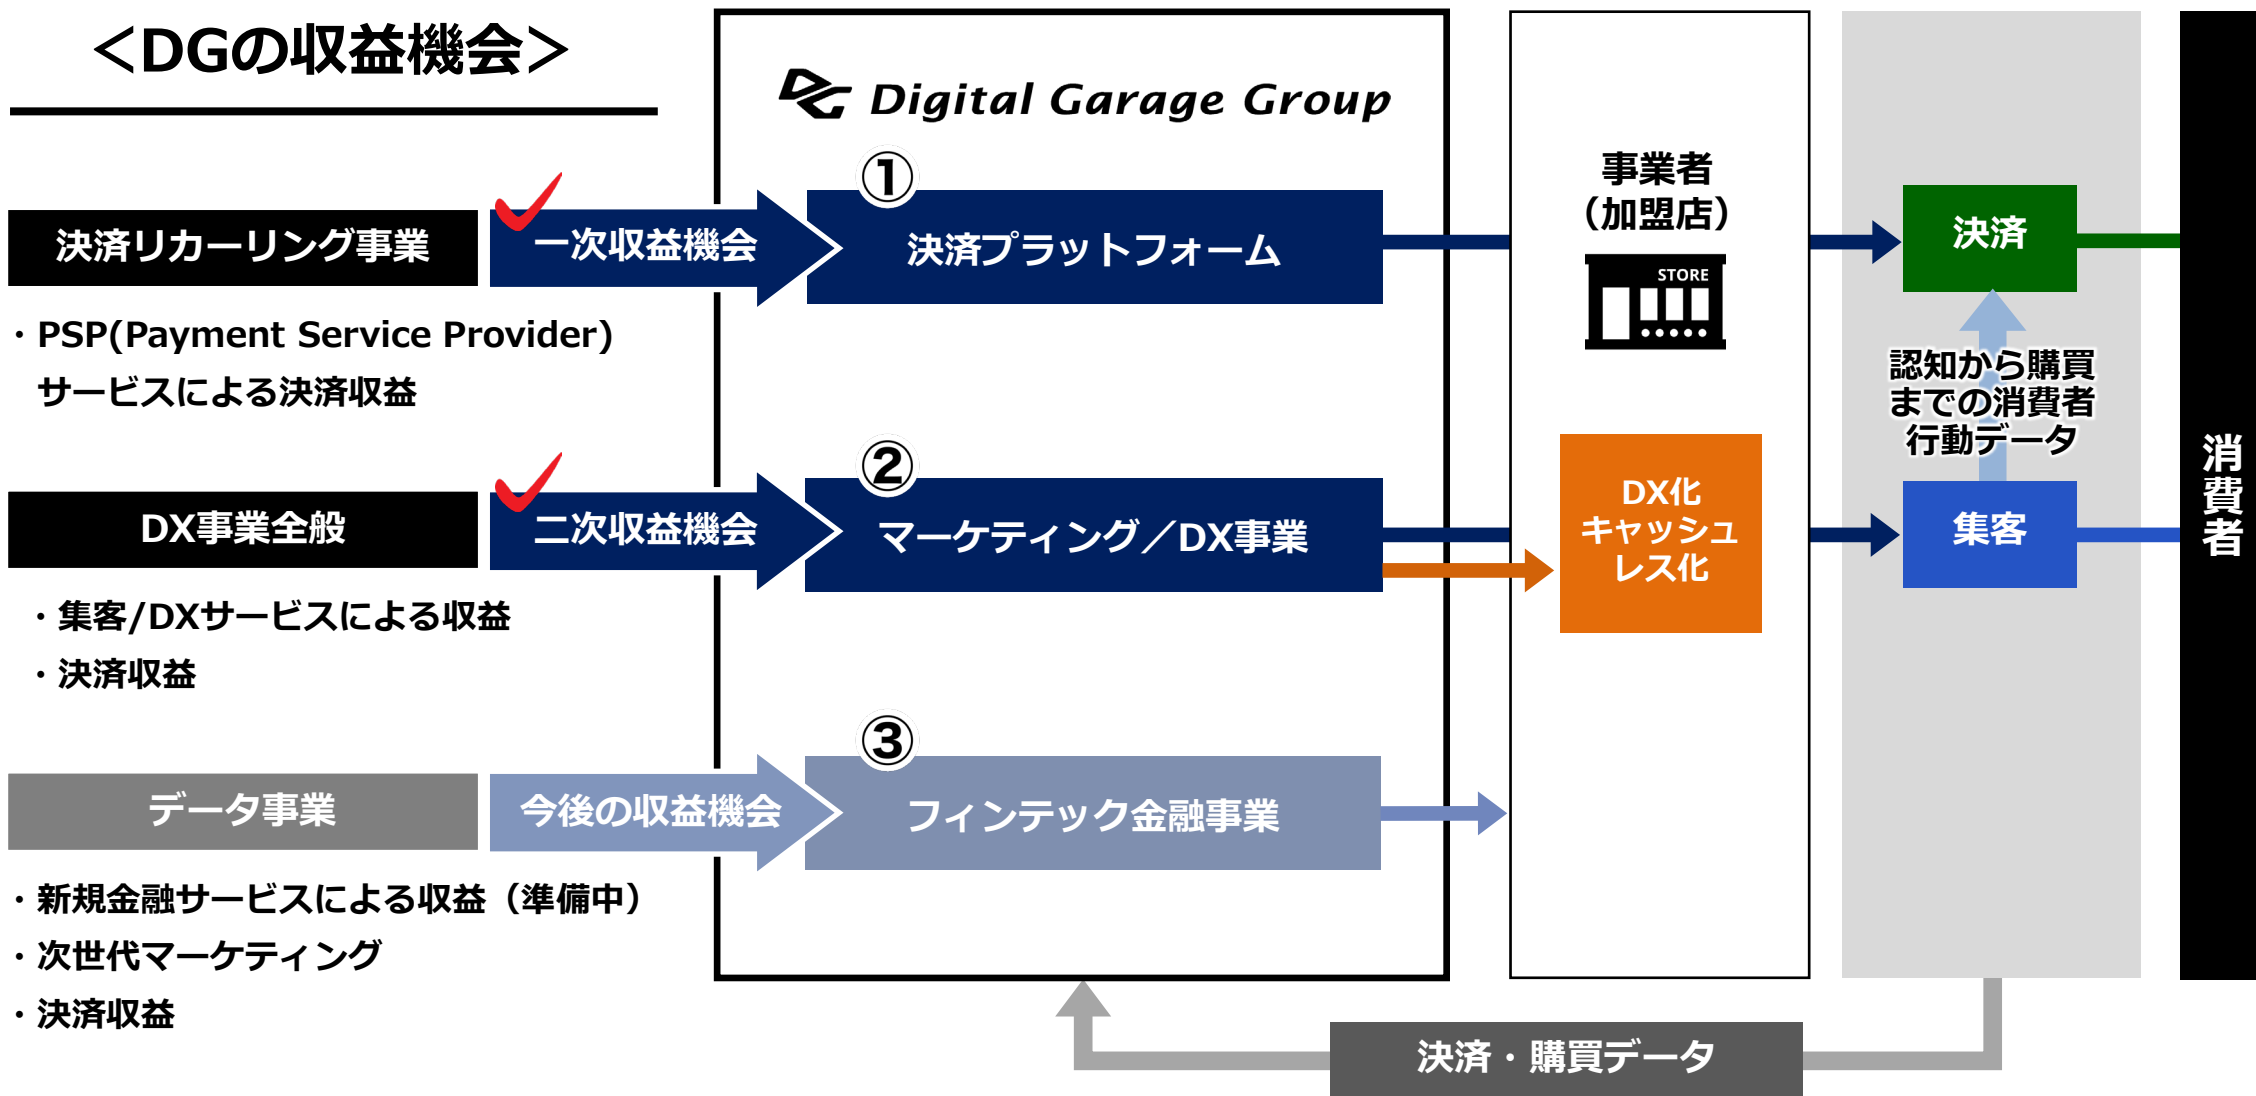 ＜DGの収益機会＞
Digital Garage Group
決済リカーリング事業
一次収益機会
①
決済プラットフォーム
・PSP(Payment Service Provider)
サービスによる決済収益
DX事業全般
二次収益機会
②
マーケティング／DX事業
・集客/DXサービスによる収益
・決済収益
データ事業
今後の収益機会
③
フィンテック金融事業
・新規金融サービスによる収益（準備中）
・次世代マーケティング
・決済収益
事業者
（加盟店）
STORE
DX化
キャッシュ
レス化
決済
認知から購買
までの消費者
行動データ
集客
消費者
決済・購買データ